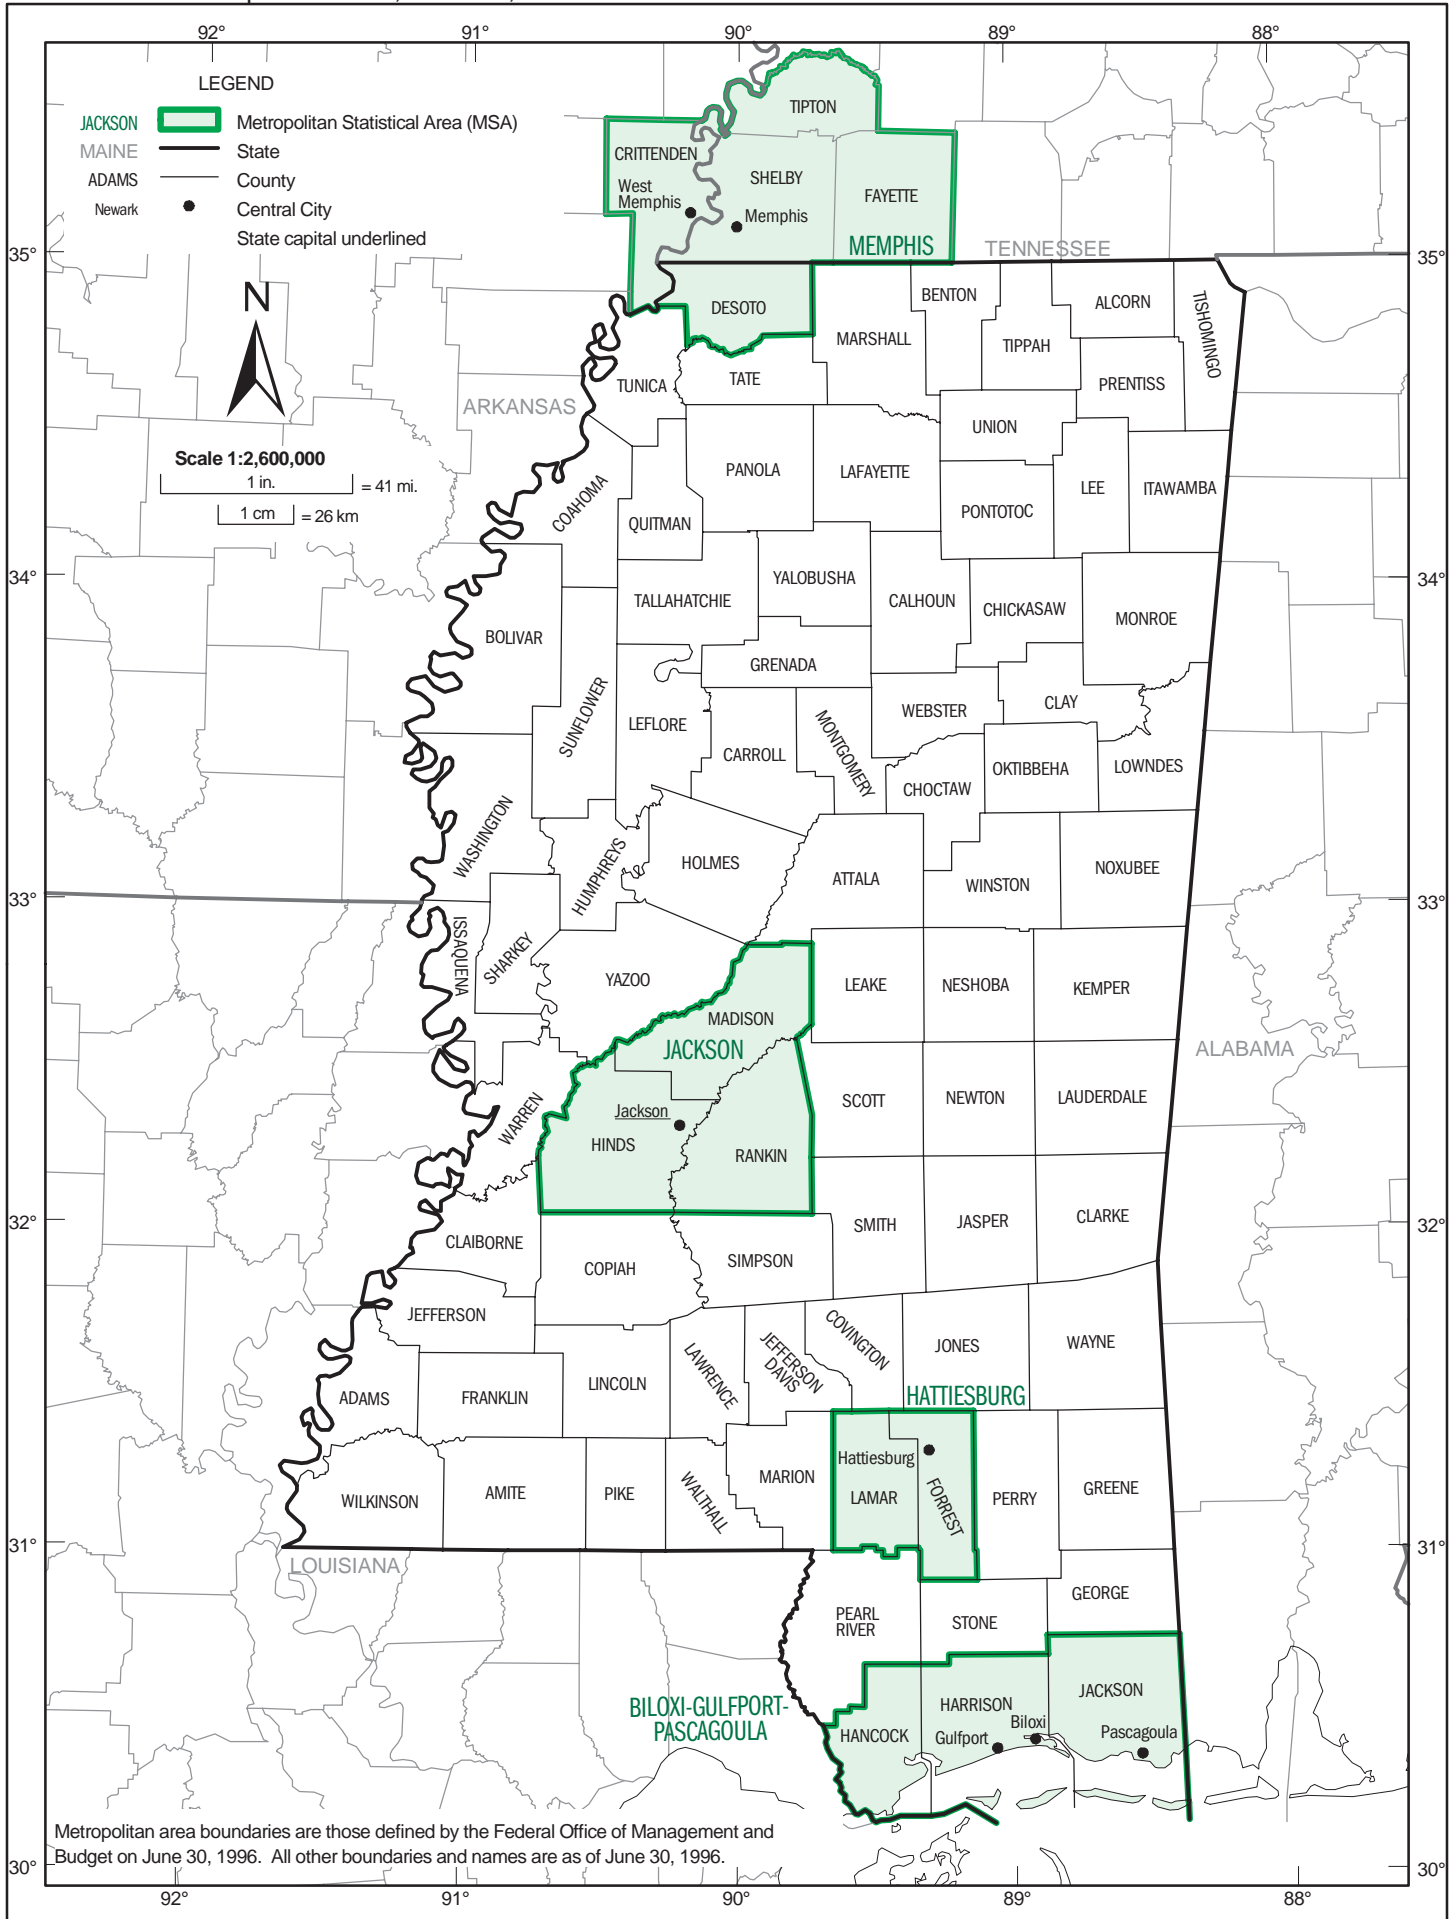 92°
91°
90°
89°
88°
LEGEND
JACKSON
Metropolitan Statistical Area (MSA)
MAINE
State
ADAMS
County
Newark
Central City
State capital underlined
N
Scale 1:2,600,000
1 in.
= 41 mi.
1 cm
= 26 km
TIPTON
CRITTENDEN
SHELBY
FAYETTE
West
Memphis
Memphis
MEMPHIS
TENNESSEE
35°
35°
DESOTO
MARSHALL
BENTON
ALCORN
TISHOMINGO
TIPPAH
TUNICA
TATE
PRENTISS
ARKANSAS
UNION
PANOLA
LAFAYETTE
LEE
ITAWAMBA
COAHOMA
QUITMAN
PONTOTOC
34°
34°
YALOBUSHA
TALLAHATCHIE
CALHOUN
CHICKASAW
MONROE
BOLIVAR
GRENADA
SUNFLOWER
LEFLORE
CARROLL
MONTGOMERY
WEBSTER
CLAY
CHOCTAW
OKTIBBEHA
LOWNDES
WASHINGTON
HUMPHREYS
HOLMES
ATTALA
WINSTON
NOXUBEE
33°
33°
ISSAQUENA
SHARKEY
YAZOO
LEAKE
NESHOBA
KEMPER
MADISON
JACKSON
ALABAMA
WARREN
Jackson
HINDS
RANKIN
SCOTT
NEWTON
LAUDERDALE
32°
32°
CLAIBORNE
COPIAH
SIMPSON
SMITH
JASPER
CLARKE
JEFFERSON
LAWRENCE
JEFFERSON
DAVIS
COVINGTON
JONES
WAYNE
ADAMS
FRANKLIN
LINCOLN
HATTIESBURG
WILKINSON
AMITE
PIKE
WALTHALL
MARION
Hattiesburg
LAMAR
FORREST
PERRY
GREENE
31°
31°
LOUISIANA
PEARL
RIVER
STONE
GEORGE
BILOXI-GULFPORT-
PASCAGOULA
HANCOCK
HARRISON
JACKSON
Gulfport
Biloxi
Pascagoula
Metropolitan area boundaries are those defined by the Federal Office of Management and
Budget on June 30, 1996.  All other boundaries and names are as of June 30, 1996.
30°
30°
92°
91°
90°
89°
88°